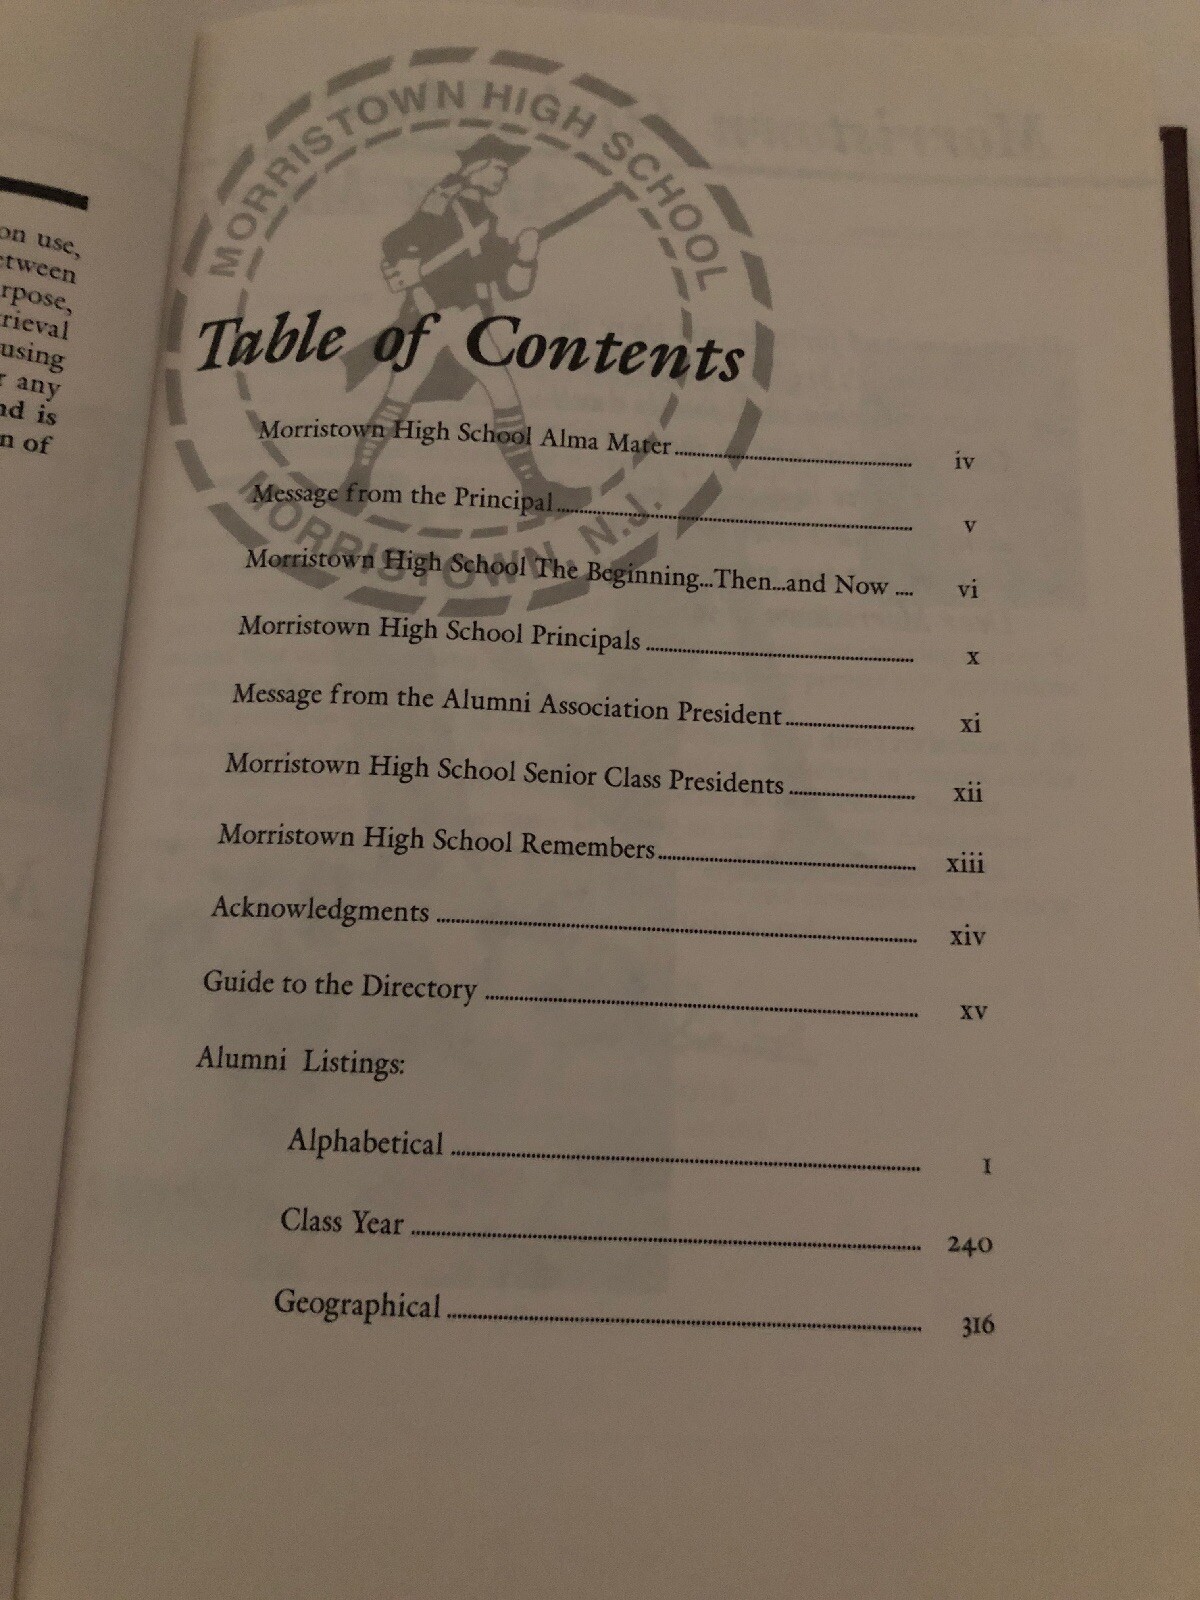 on use,
etween
rpose,
rieval
using
r any
nd is
n of
MORRISTOWN HIGH SCHOOL
MORRISTOWN, N.J.
Table of Contents
Morristown High School Alma Mater iv
Message from the Principal v
Morristown High School The Beginning...Then...and Now .... vi
Morristown High School Principals x
Message from the Alumni Association President xi
Morristown High School Senior Class Presidents xii
Morristown High School Remembers xiii
Acknowledgments xiv
Guide to the Directory xv
Alumni Listings:
Alphabetical 1
Class Year 240
Geographical 316